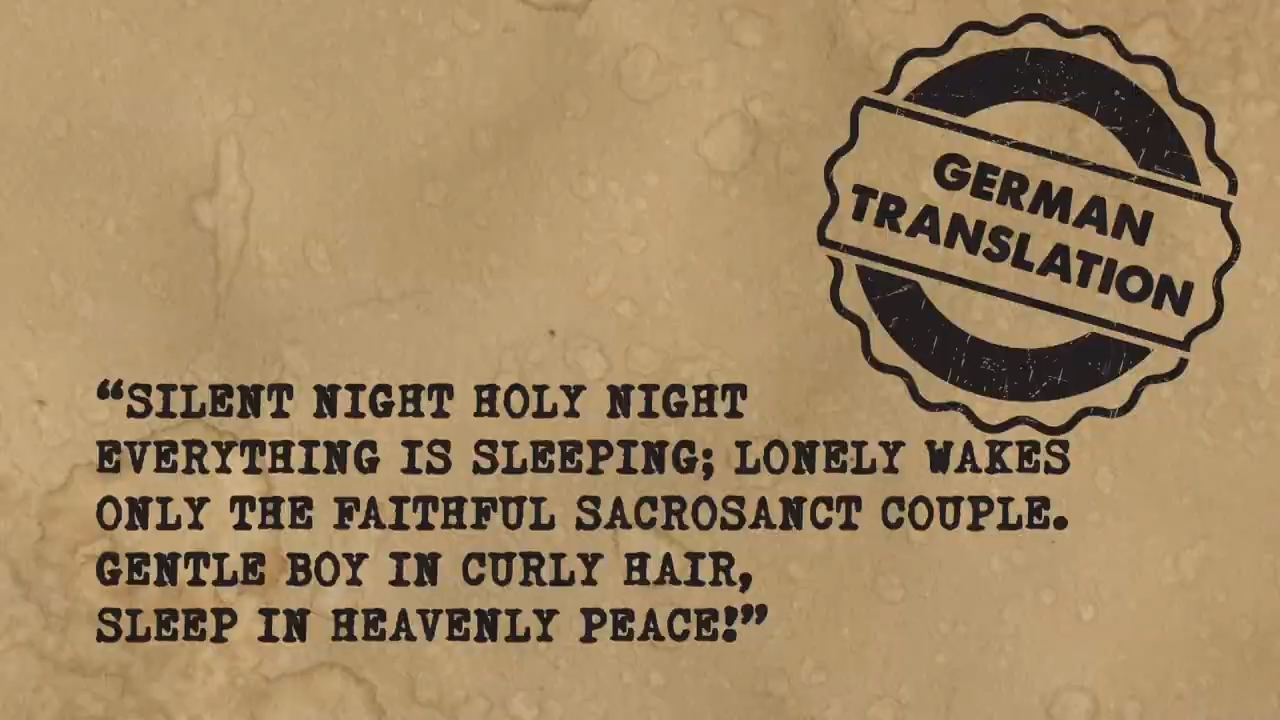 GERMAN
TRANSLATION
“SILENT NIGHT HOLY NIGHT
EVERYTHING IS SLEEPING; LONELY WAKES
ONLY THE FAITHFUL SACROSANCT COUPLE.
GENTLE BOY IN CURLY HAIR,
SLEEP IN HEAVENLY PEACE!”